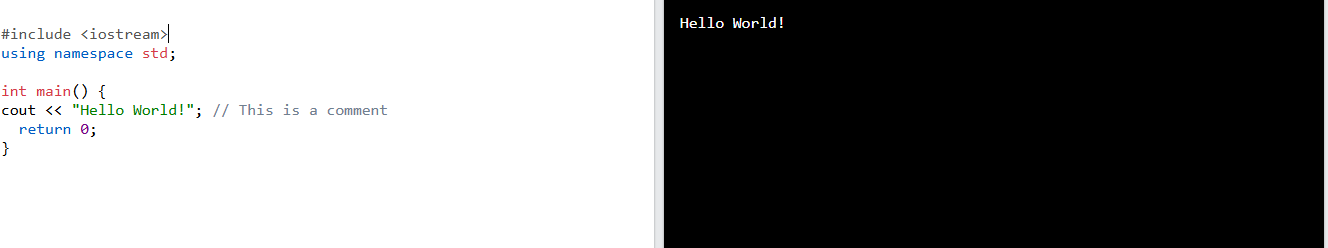 #include <iostream>
using namespace std;
int main() {
cout << "Hello World!"; // This is a comment
  return 0;
}
Hello World!